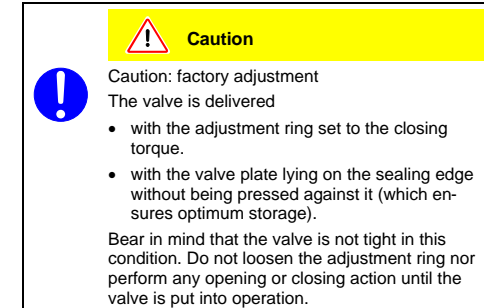 Caution
Caution: factory adjustment
The valve is delivered
• with the adjustment ring set to the closing
torque.
• with the valve plate lying on the sealing edge
without being pressed against it (which en-
sures optimum storage).
Bear in mind that the valve is not tight in this
condition. Do not loosen the adjustment ring nor
perform any opening or closing action until the
valve is put into operation.